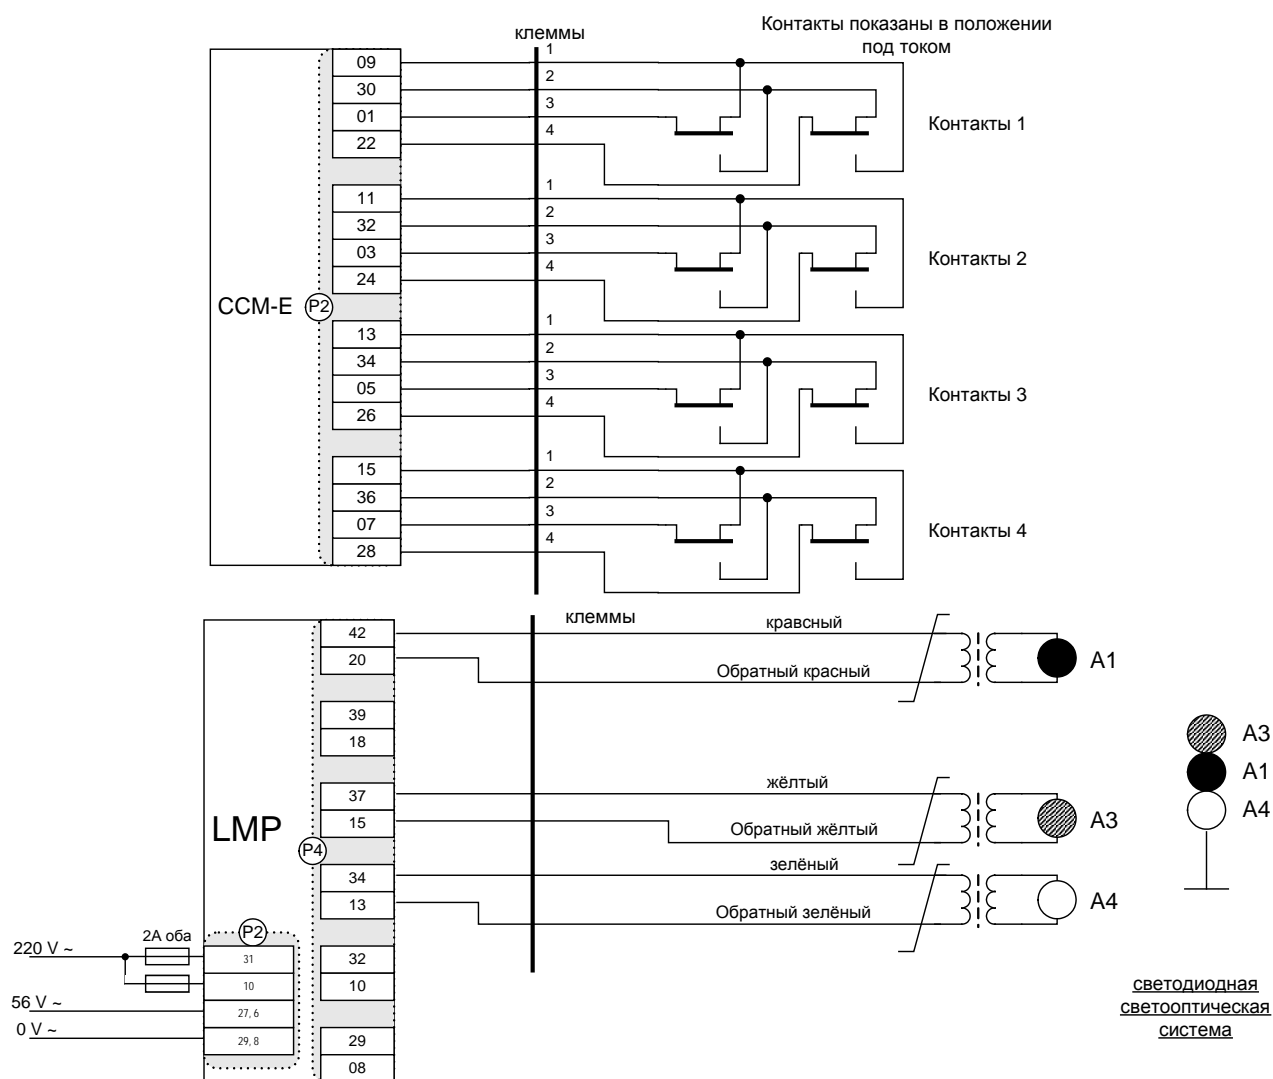 Контакты показаны в положении
под током
клеммы
09
1
30
2
01
3
22
4
Контакты 1
11
1
32
2
03
3
24
4
Контакты 2
CCM-E
P2
13
1
34
2
05
3
26
4
Контакты 3
15
1
36
2
07
3
28
4
Контакты 4
клеммы
42
кравсный
20
Обратный красный
A1
39
18
A3
A1
A4
37
жёлтый
15
Обратный жёлтый
A3
LMP
P4
34
зелёный
13
Обратный зелёный
A4
P2
220 V ~
2A оба
31
10
56 V ~
27, 6
0 V ~
29, 8
32
10
29
08
светодиодная
светооптическая
система